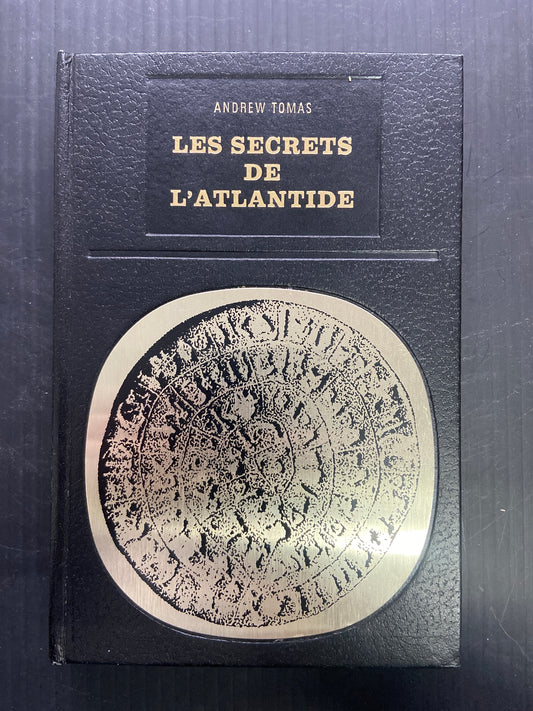 ANDREW TOMAS
LES SECRETS
DE
L'ATLANTIDE